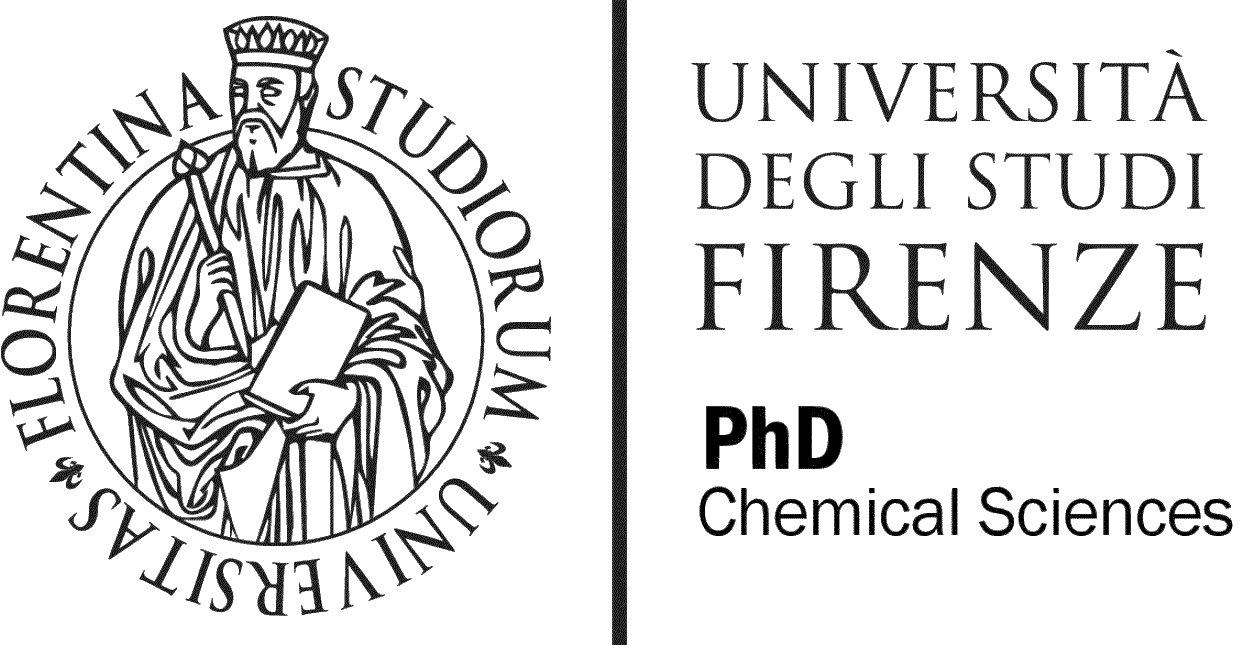 FLORENTINA STUDIORUM UNIVERSITAS
UNIVERSITÀ
DEGLI STUDI
FIRENZE
PhD
Chemical Sciences